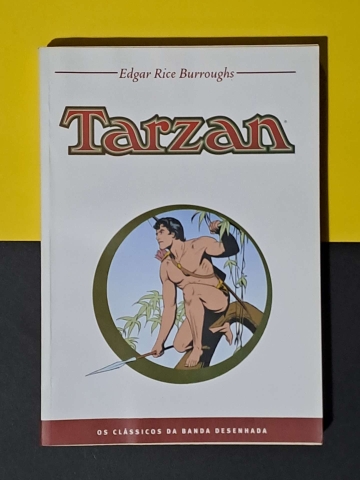 Edgar Rice Burroughs
Tarzan
OS CLÁSSICOS DA BANDA DESENHADA